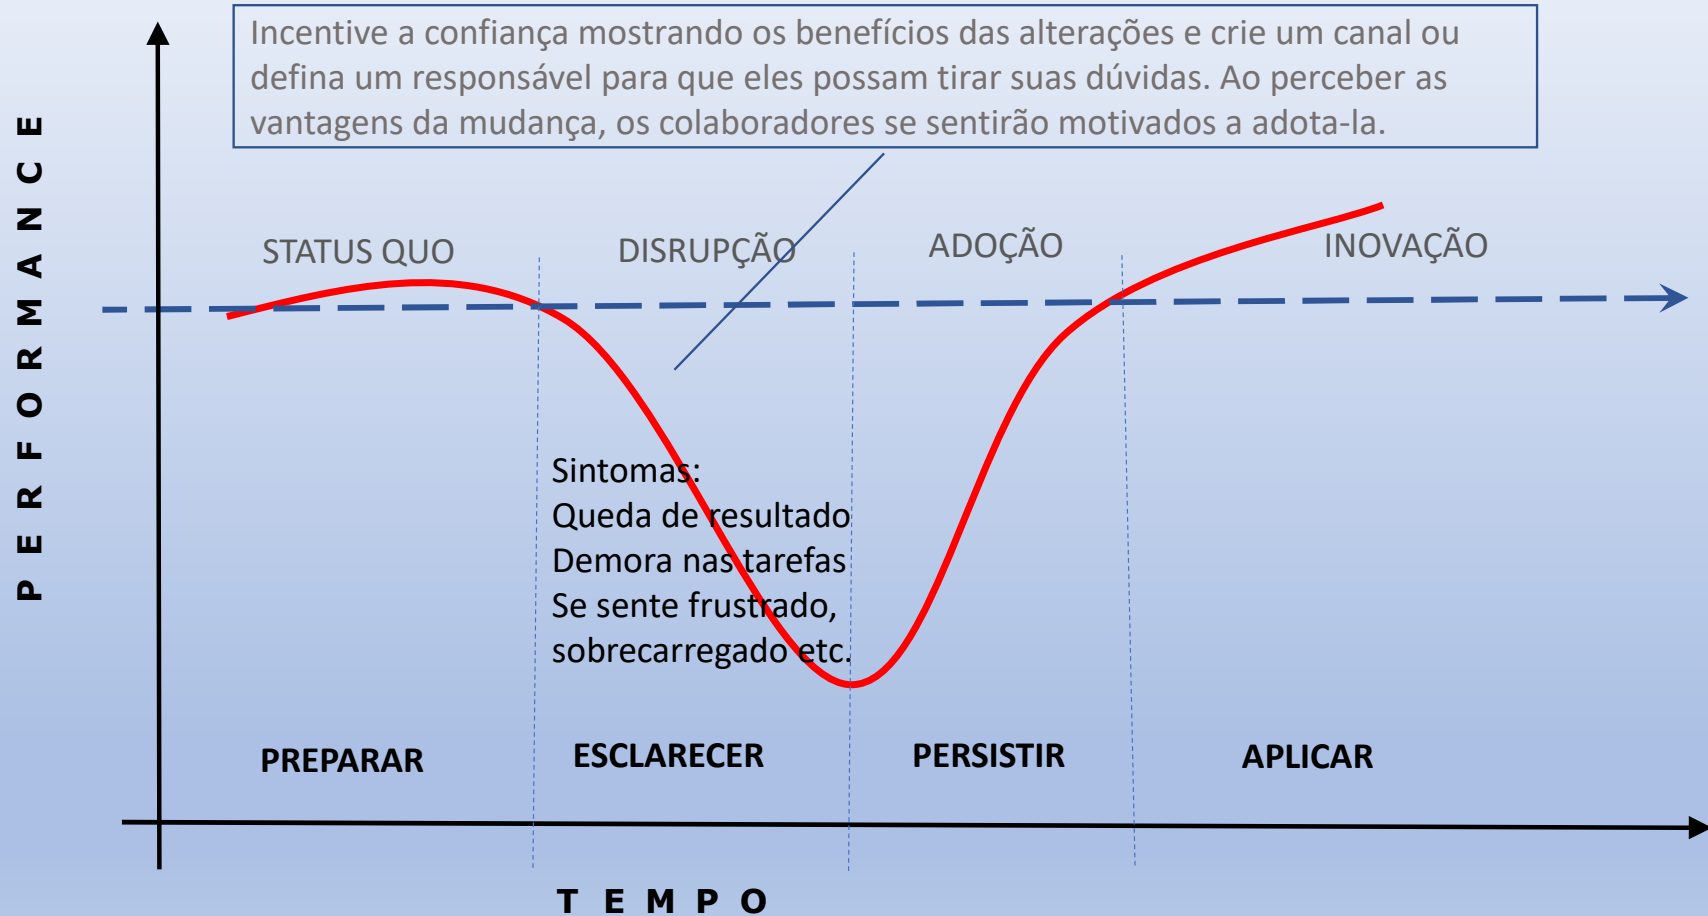 Incentive a confiança mostrando os benefícios das alterações e crie um canal ou
defina um responsável para que eles possam tirar suas dúvidas. Ao perceber as
vantagens da mudança, os colaboradores se sentirão motivados a adota-la.
PERFORMANCE
STATUS QUO
DISRUPÇÃO
ADOÇÃO
INOVAÇÃO
Sintomas:
Queda de resultado
Demora nas tarefas
Se sente frustrado,
sobrecarregado etc.
PREPARAR
ESCLARECER
PERSISTIR
APLICAR
TEMPO